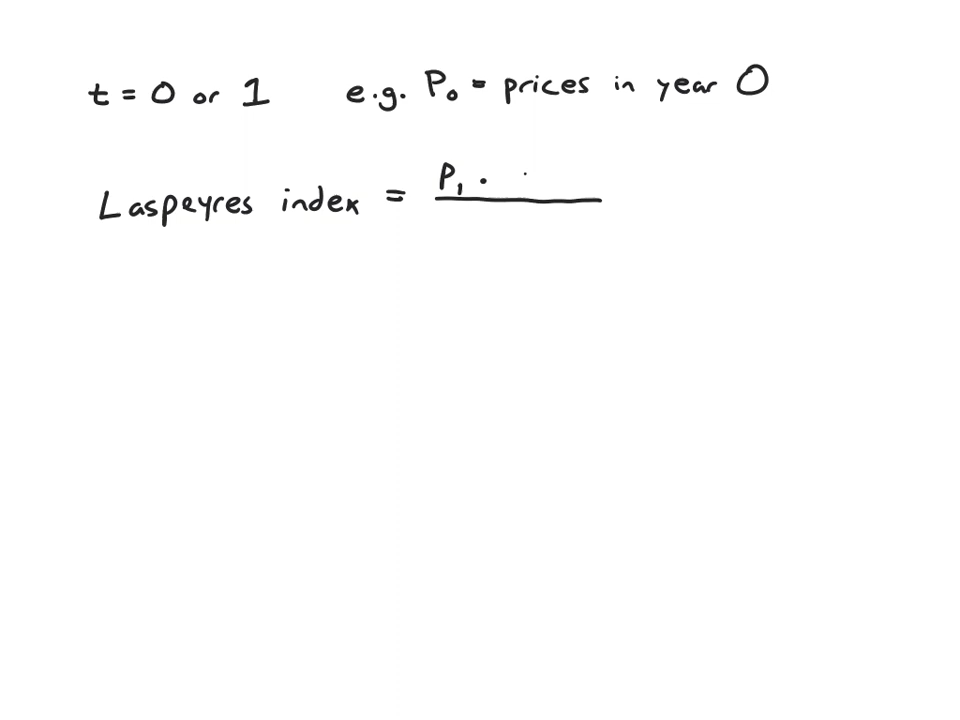 t = 0 or 1 e.g. P₀ = prices in year 0
Laspeyres index = P₁ ·